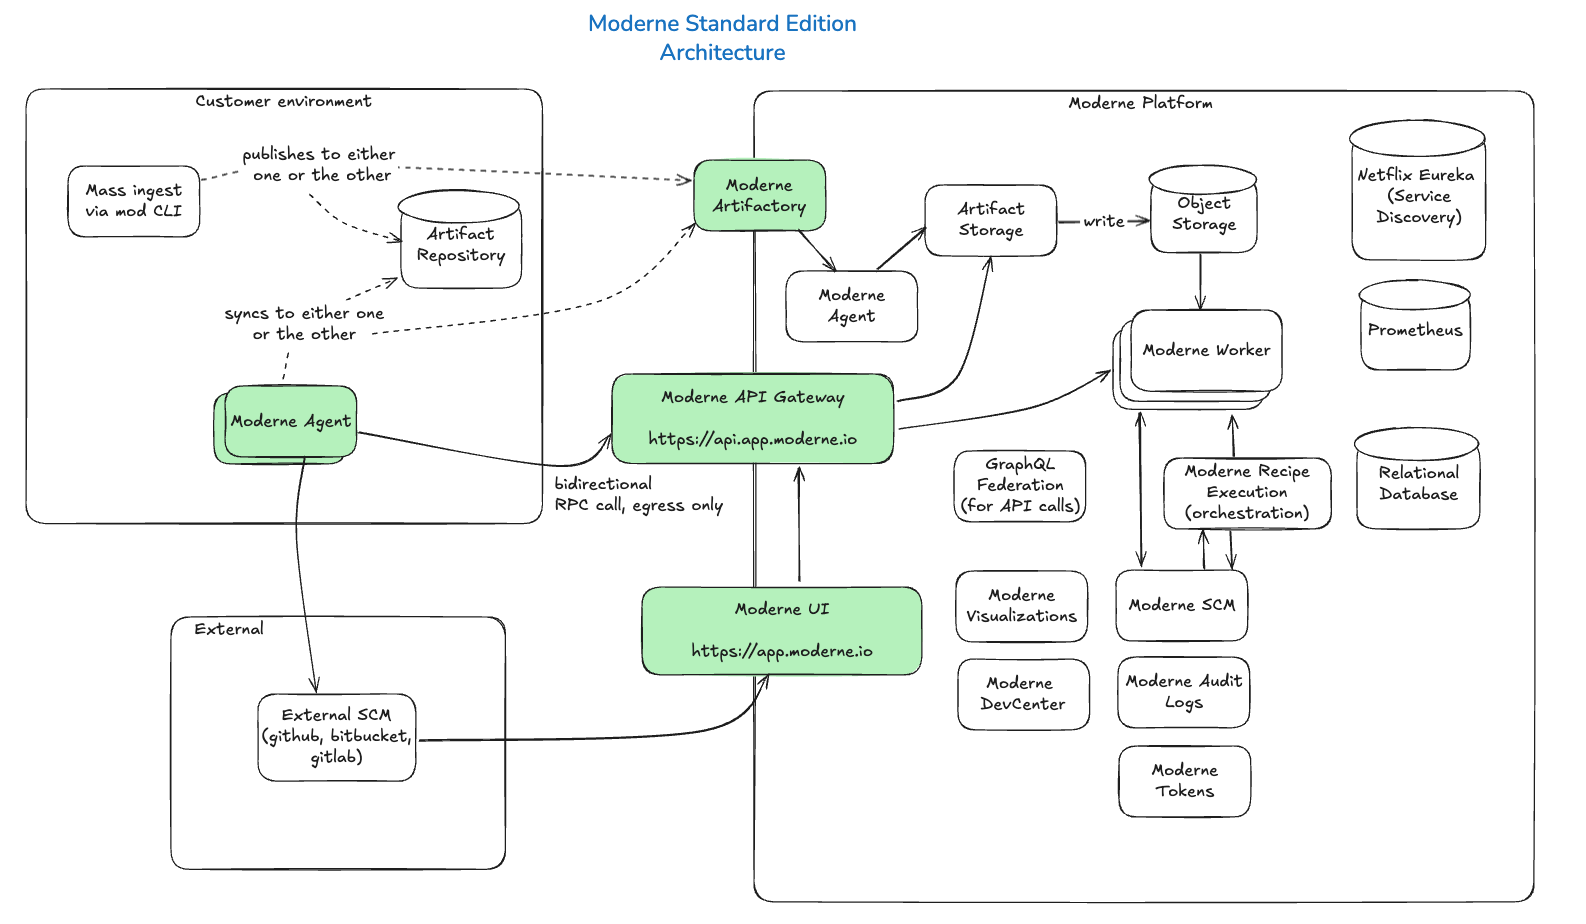 Moderne Standard Edition
Architecture
Customer environment
Mass ingest
via mod CLI
publishes to either
one or the other
Artifact
Repository
syncs to either one
or the other
Moderne Agent
bidirectional
RPC call, egress only
External
External SCM
(github, bitbucket,
gitlab)
Moderne Platform
Moderne
Artifactory
Moderne
Agent
Artifact
Storage
write
Object
Storage
Netflix Eureka
(Service
Discovery)
Prometheus
Moderne Worker
Moderne API Gateway
https://api.app.moderne.io
GraphQL
Federation
(for API calls)
Moderne Recipe
Execution
(orchestration)
Relational
Database
Moderne UI
https://app.moderne.io
Moderne
Visualizations
Moderne SCM
Moderne
DevCenter
Moderne Audit
Logs
Moderne
Tokens